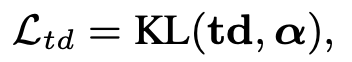 ℒ_{td} = KL(𝐭𝐝, 𝜶),